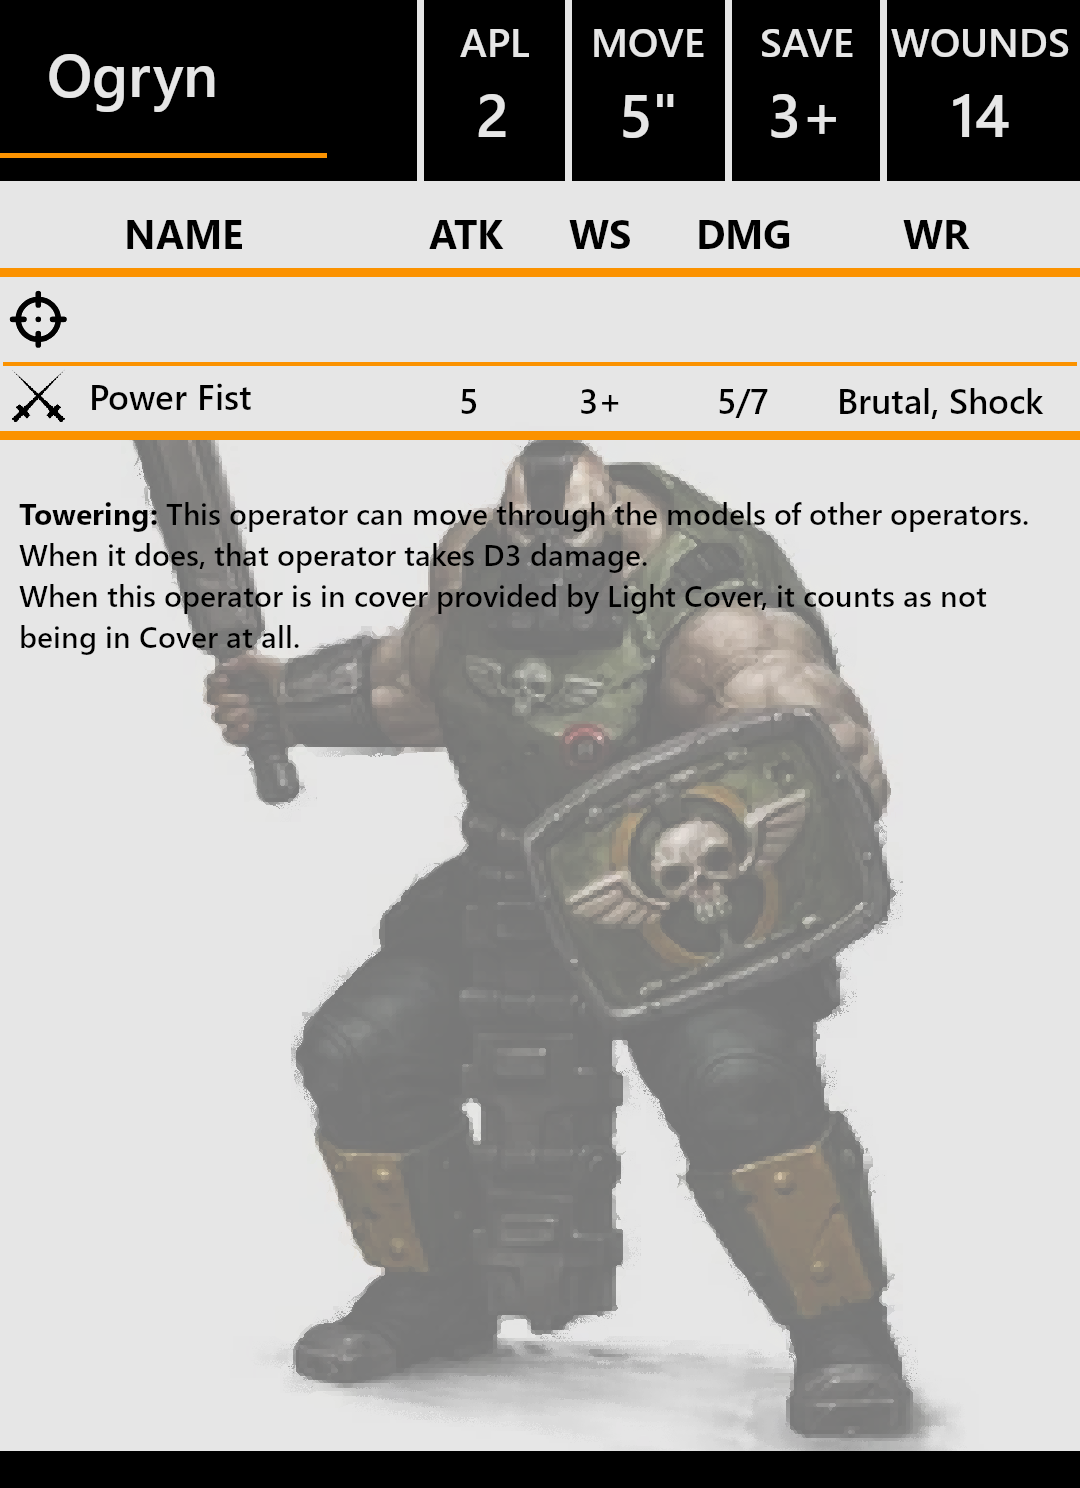 Ogryn
APL MOVE SAVE WOUNDS
2 5" 3+ 14
NAME ATK WS DMG WR
Power Fist 5 3+ 5/7 Brutal, Shock
Towering: This operator can move through the models of other operators.
When it does, that operator takes D3 damage.
When this operator is in cover provided by Light Cover, it counts as not
being in Cover at all.